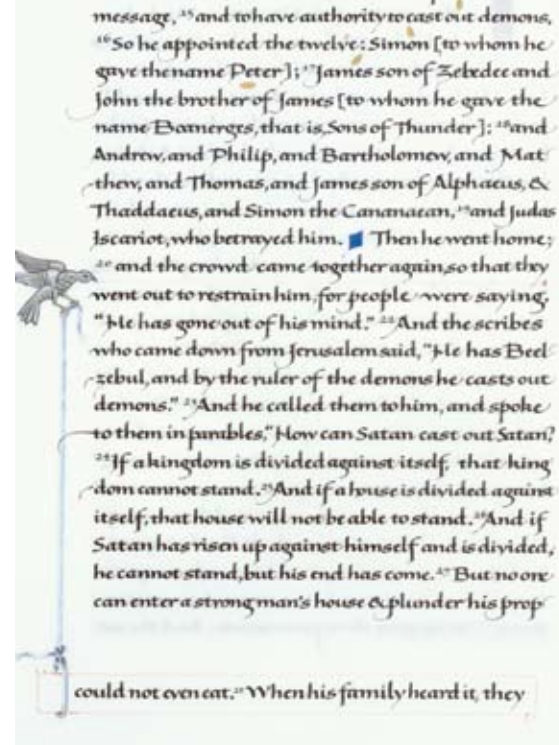 message, ¹⁵and to have authority to cast out demons.
¹⁶So he appointed the twelve: Simon [to whom he
gave the name Peter]; ¹⁷James son of Zebedee and
John the brother of James [to whom he gave the
name Boanerges, that is, Sons of Thunder]; ¹⁸and
Andrew, and Philip, and Bartholomew, and Mat
thew, and Thomas, and James son of Alphaeus, &
Thaddaeus, and Simon the Cananaean, ¹⁹and Judas
Iscariot, who betrayed him. Then he went home;
²⁰and the crowd came together again, so that they
went out to restrain him, for people were saying,
"He has gone out of his mind." ²²And the scribes
who came down from Jerusalem said, "He has Beel
zebul, and by the ruler of the demons he casts out
demons." ²³And he called them to him, and spoke
to them in parables, "How can Satan cast out Satan?
²⁴If a kingdom is divided against itself, that king
dom cannot stand. ²⁵And if a house is divided against
itself, that house will not be able to stand. ²⁶And if
Satan has risen up against himself and is divided,
he cannot stand, but his end has come. ²⁷But no one
can enter a strong man's house & plunder his prop
could not even eat. ²¹When his family heard it, they